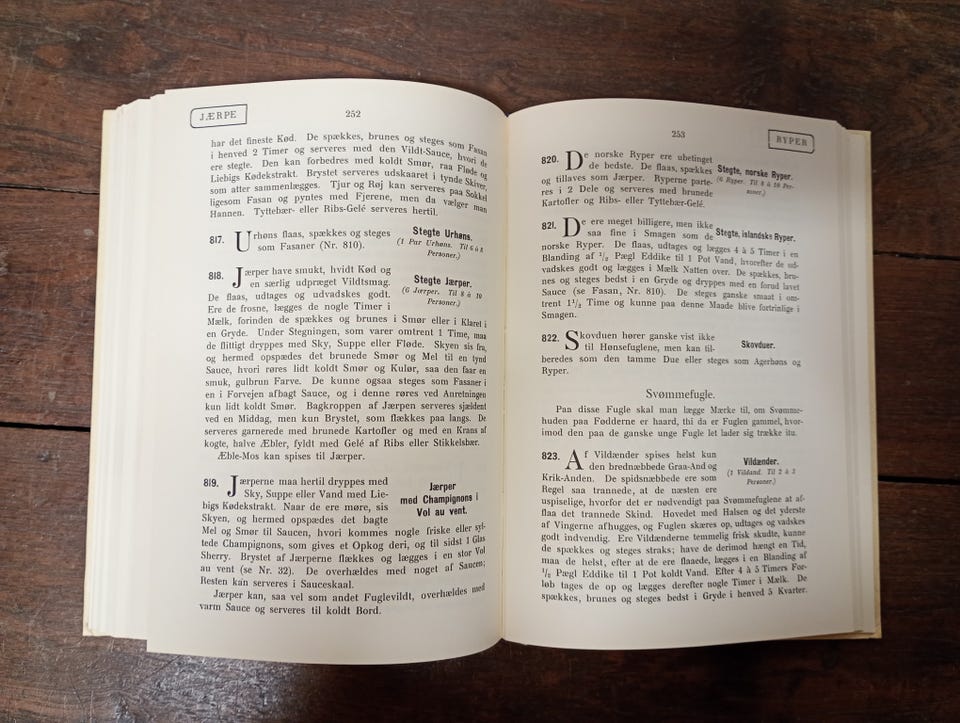 JÆRPE
252
har det fineste Kød. De spækkes, brunes og steges som Fasan
i henved 2 Timer og serveres med den Vildt-Sauce, hvori de
ere stegte. Den kan forbedres med koldt Smør, raa Fløde og
Liebigs Kødekstrakt. Brystet serveres udskaaret i tynde Skiver,
som atter sammenlægges. Tjur og Røj kan serveres paa Sokkel
ligesom Fasan og pyntes med Fjerene, men da vælger man
Hannen. Tyttebær- eller Ribs-Gelé serveres hertil.
817. Urhøns flaas, spækkes og steges
som Fasaner (Nr. 810).
Stegte Urhøns.
(1 Par Urhøns. Til 6 à 8
Personer.)
818. Jærper have smukt, hvidt Kød og
en særlig udpræget Vildtsmag.
De flaas, udtages og udvadskes godt.
Ere de frosne, lægges de nogle Timer i
Stegte Jærper.
(6 Jærper. Til 8 à 10
Personer.)
Mælk, forinden de spækkes og brunes i Smør eller i Klaret i
en Gryde. Under Stegningen, som varer omtrent 1 Time, maa
de flittigt dryppes med Sky, Suppe eller Fløde. Skyen sis fra,
og hermed opspædes det brunede Smør og Mel til en tynd
Sauce, hvori røres lidt koldt Smør og Kulør, saa den faar en
smuk, gulbrun Farve. De kunne ogsaa steges som Fasaner i
en i Forvejen afbagt Sauce, og i denne røres ved Anretningen
kun lidt koldt Smør. Bagkroppen af Jærpen serveres sjældent
ved en Middag, men kun Brystet, som flækkes paa langs. De
serveres garnerede med brunede Kartofler og med en Krans af
kogte, halve Æbler, fyldt med Gelé af Ribs eller Stikkelsbær.
Æble-Mos kan spises til Jærper.
819. Jærperne maa hertil dryppes med
Sky, Suppe eller Vand med Lie-
bigs Kødekstrakt. Naar de ere møre, sis
Skyen, og hermed opspædes det bagte
Jærper
med Champignons i
Vol au vent.
Mel og Smør til Saucen, hvori kommes nogle friske eller syl-
tede Champignons, som gives et Opkog deri, og til sidst 1 Glas
Sherry. Brystet af Jærperne flækkes og lægges i en stor Vol
au vent (se Nr. 32). De overhældes med noget af Saucen;
Resten kan serveres i Sauceskaal.
Jærper kan, saa vel som andet Fuglevildt, overhældes med
varm Sauce og serveres til koldt Bord.
253
RYPER
820. De norske Ryper ere ubetinget
de bedste. De flaas, spækkes
og tillaves som Jærper. Ryperne parte-
res i 2 Dele og serveres med brunede
Kartofler og Ribs- eller Tyttebær-Gelé.
Stegte, norske Ryper.
(6 Ryper. Til 8 à 10 Per-
soner.)
821. De ere meget billigere, men ikke
saa fine i Smagen som de
Stegte, islandske Ryper.
norske Ryper. De flaas, udtages og lægges 4 à 5 Timer i en
Blanding af 1/2 Pægl Eddike til 1 Pot Vand, hvorefter de ud-
vadskes godt og lægges i Mælk Natten over. De spækkes, bru-
nes og steges bedst i en Gryde og dryppes med en forud lavet
Sauce (se Fasan, Nr. 810). De steges ganske smaat i om-
trent 1 1/2 Time og kunne paa denne Maade blive fortrinlige i
Smagen.
822. Skovduer hører ganske vist ikke
til Hønsefuglene, men kan til-
Skovduer.
beredes som den tamme Due eller steges som Agerhøns og
Ryper.
Svømmefugle.
Paa disse Fugle skal man lægge Mærke til, om Svømme-
huden paa Fødderne er haard, thi da er Fuglen gammel, hvor-
imod den paa de ganske unge Fugle let lader sig trække itu.
823. Af Vildænder spises helst kun
den brednæbbede Graa-And og
Krik-Anden. De spidsnæbbede ere som
Regel saa trannede, at de næsten ere
Vildænder.
(1 Vildand. Til 2 à 3
Personer.)
uspiselige, hvorfor det er nødvendigt paa Svømmefuglene at af-
flaa det trannede Skind. Hovedet med Halsen og det yderste
af Vingerne afhugges, og Fuglen skæres op, udtages og vadskes
godt indvendig. Ere Vildænderne temmelig frisk skudte, kunne
de spækkes og steges straks; have de derimod hængt en Tid,
maa de helst, efter at de ere flaaede, lægges i en Blanding af
1/2 Pægl Eddike til 1 Pot koldt Vand. Efter 4 à 5 Timers For-
løb tages de op og lægges derefter nogle Timer i Mælk. De
spækkes, brunes og steges bedst i Gryde i henved 5 Kvarter.